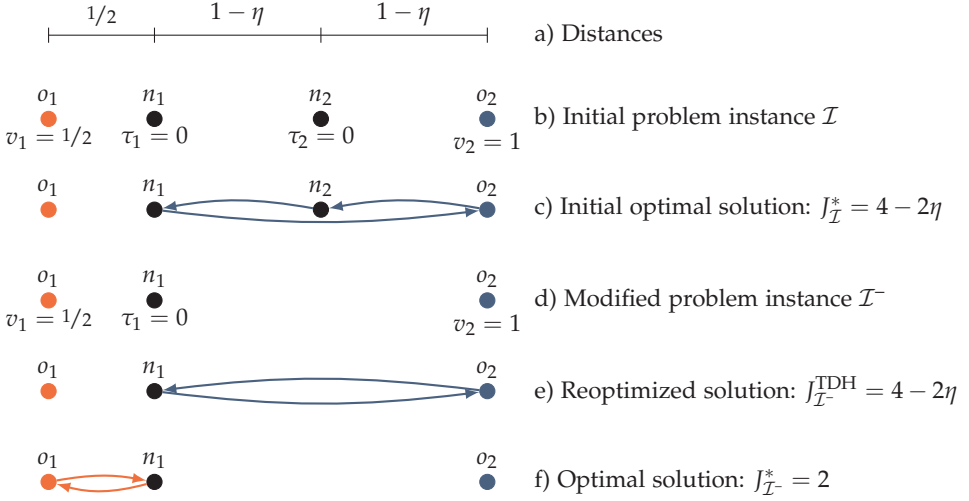 1/2 1 − η 1 − η
a) Distances
o₁ n₁ n₂ o₂
b) Initial problem instance ℐ
v₁ = 1/2 τ₁ = 0 τ₂ = 0 v₂ = 1
o₁ n₁ n₂ o₂
c) Initial optimal solution: J*_ℐ = 4 − 2η
o₁ n₁ o₂
d) Modified problem instance ℐ⁻
v₁ = 1/2 τ₁ = 0 v₂ = 1
o₁ n₁ o₂
e) Reoptimized solution: J^TDH_ℐ⁻ = 4 − 2η
o₁ n₁ o₂
f) Optimal solution: J*_ℐ⁻ = 2